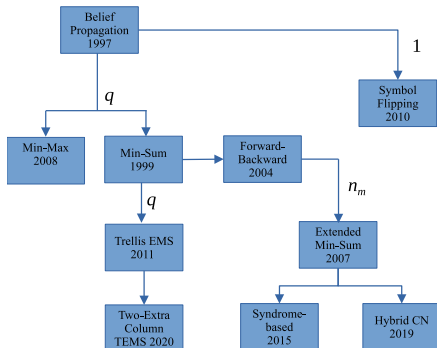 Belief
Propagation
1997
1
q
Symbol
Flipping
2010
Min-Max
2008
Min-Sum
1999
Forward-
Backward
2004
q
n_m
Trellis EMS
2011
Extended
Min-Sum
2007
Two-Extra
Column
TEMS 2020
Syndrome-
based
2015
Hybrid CN
2019